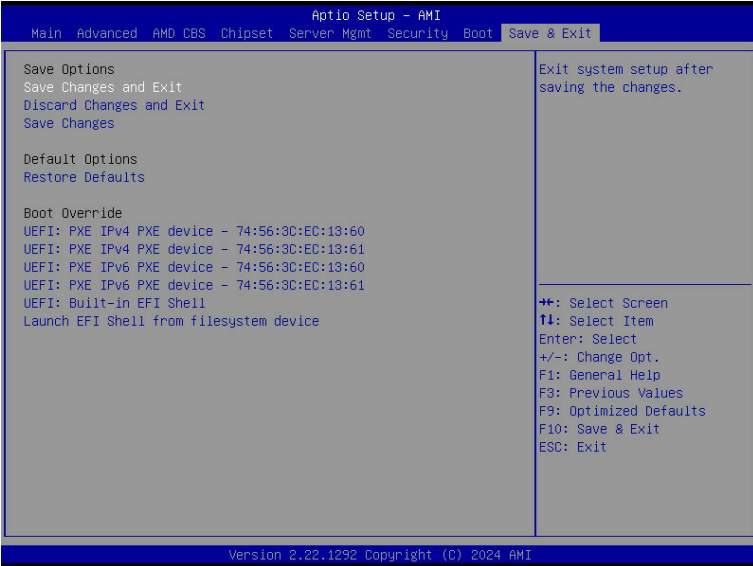 Aptio Setup – AMI
Main Advanced AMD CBS Chipset Server Mgmt Security Boot Save & Exit
Save Options
Save Changes and Exit
Discard Changes and Exit
Save Changes
Default Options
Restore Defaults
Boot Override
UEFI: PXE IPv4 PXE device – 74:56:3C:EC:13:60
UEFI: PXE IPv4 PXE device – 74:56:3C:EC:13:61
UEFI: PXE IPv6 PXE device – 74:56:3C:EC:13:60
UEFI: PXE IPv6 PXE device – 74:56:3C:EC:13:61
UEFI: Built-in EFI Shell
Launch EFI Shell from filesystem device
Exit system setup after
saving the changes.
→←: Select Screen
↑↓: Select Item
Enter: Select
+/-: Change Opt.
F1: General Help
F3: Previous Values
F9: Optimized Defaults
F10: Save & Exit
ESC: Exit
Version 2.22.1292 Copyright (C) 2024 AMI